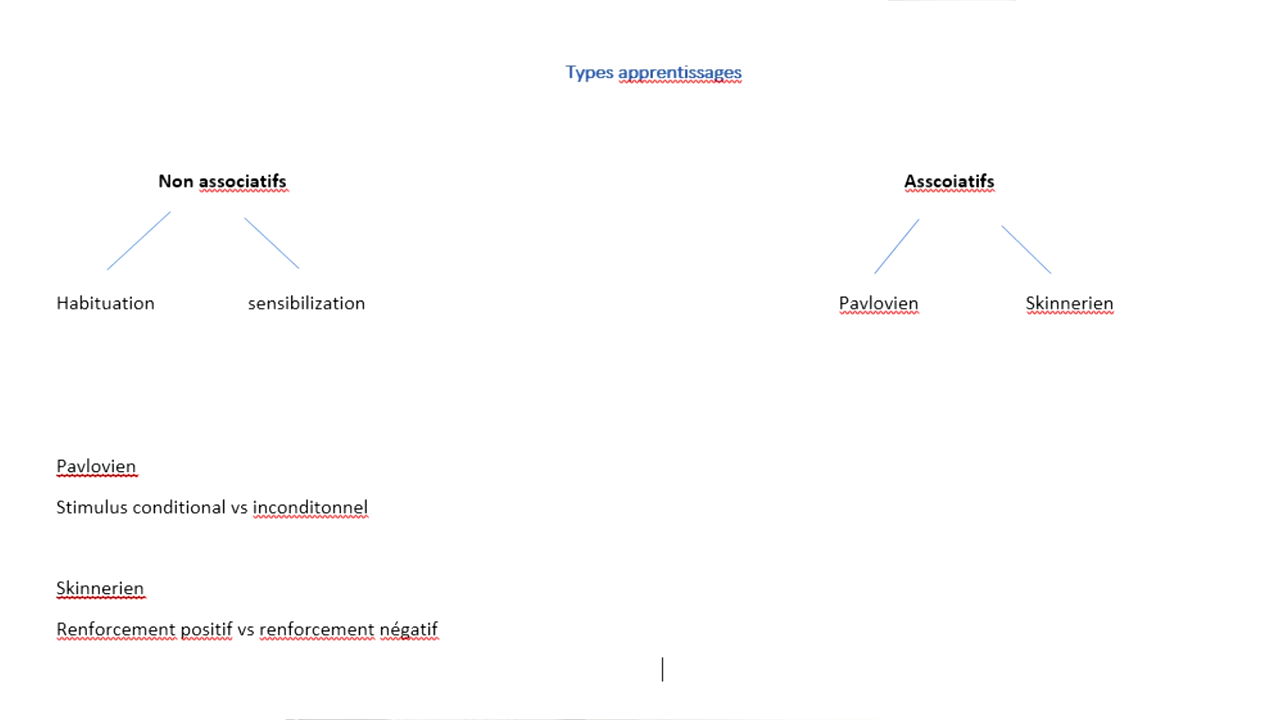 Types apprentissages
Non associatifs
Asscoiatifs
Habituation
sensibilization
Pavlovien
Skinnerien
Pavlovien
Stimulus conditional vs inconditonnel
Skinnerien
Renforcement positif vs renforcement négatif